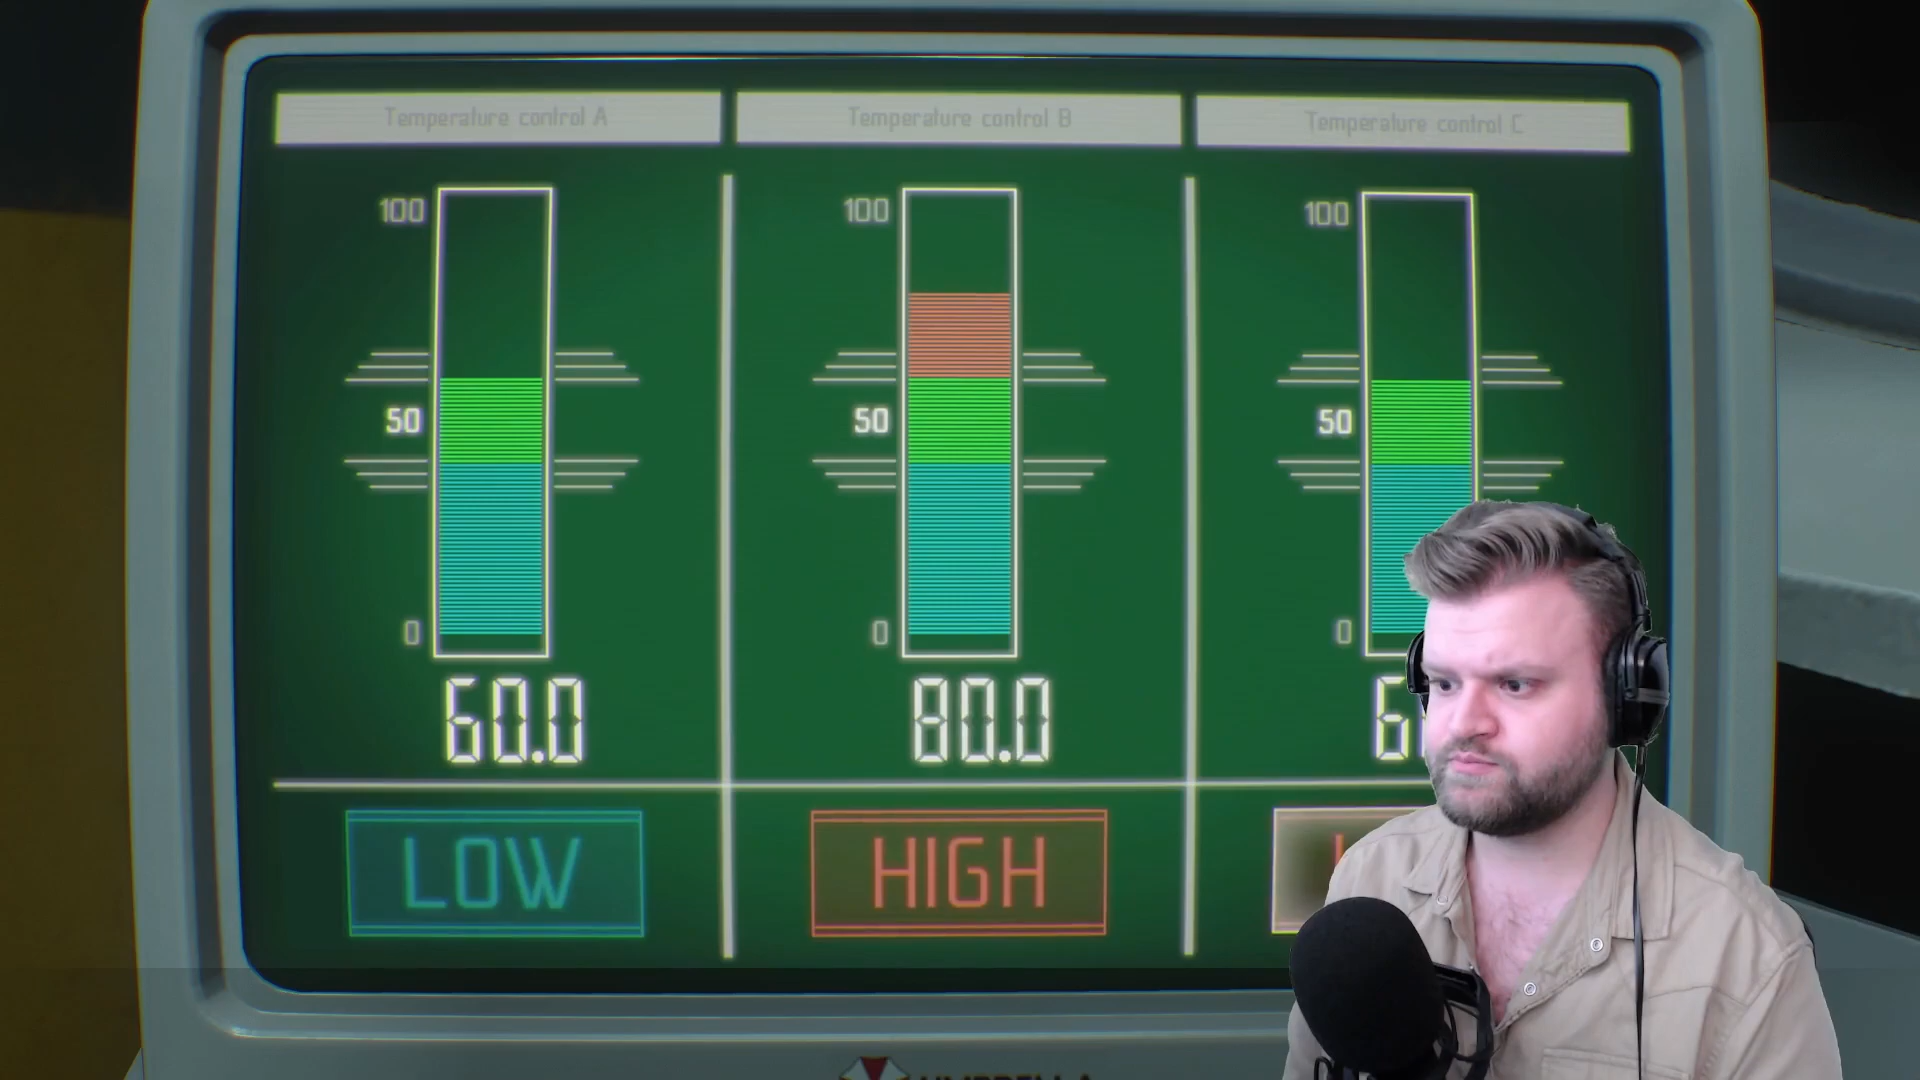 Temperature control A
Temperature control B
Temperature control C
100
100
100
50
50
50
0
0
0
60.0
80.0
LOW
HIGH
UMBRELLA